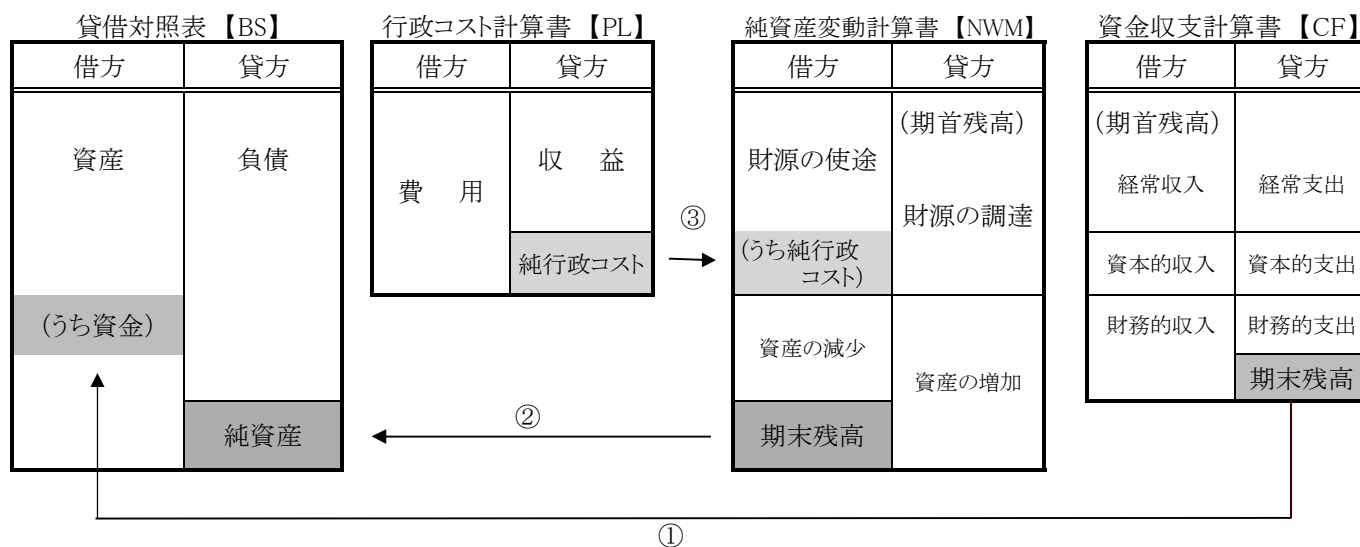 貸借対照表 【BS】
借方 貸方
資産 負債
(うち資金)
純資産
行政コスト計算書 【PL】
借方 貸方
費 用
収 益
純行政コスト
③
純資産変動計算書 【NWM】
借方 貸方
財源の使途
(うち純行政
コスト)
資産の減少
期末残高
(期首残高)
財源の調達
資産の増加
②
資金収支計算書 【CF】
借方 貸方
(期首残高)
経常収入 経常支出
資本的収入 資本的支出
財務的収入 財務的支出
期末残高
①